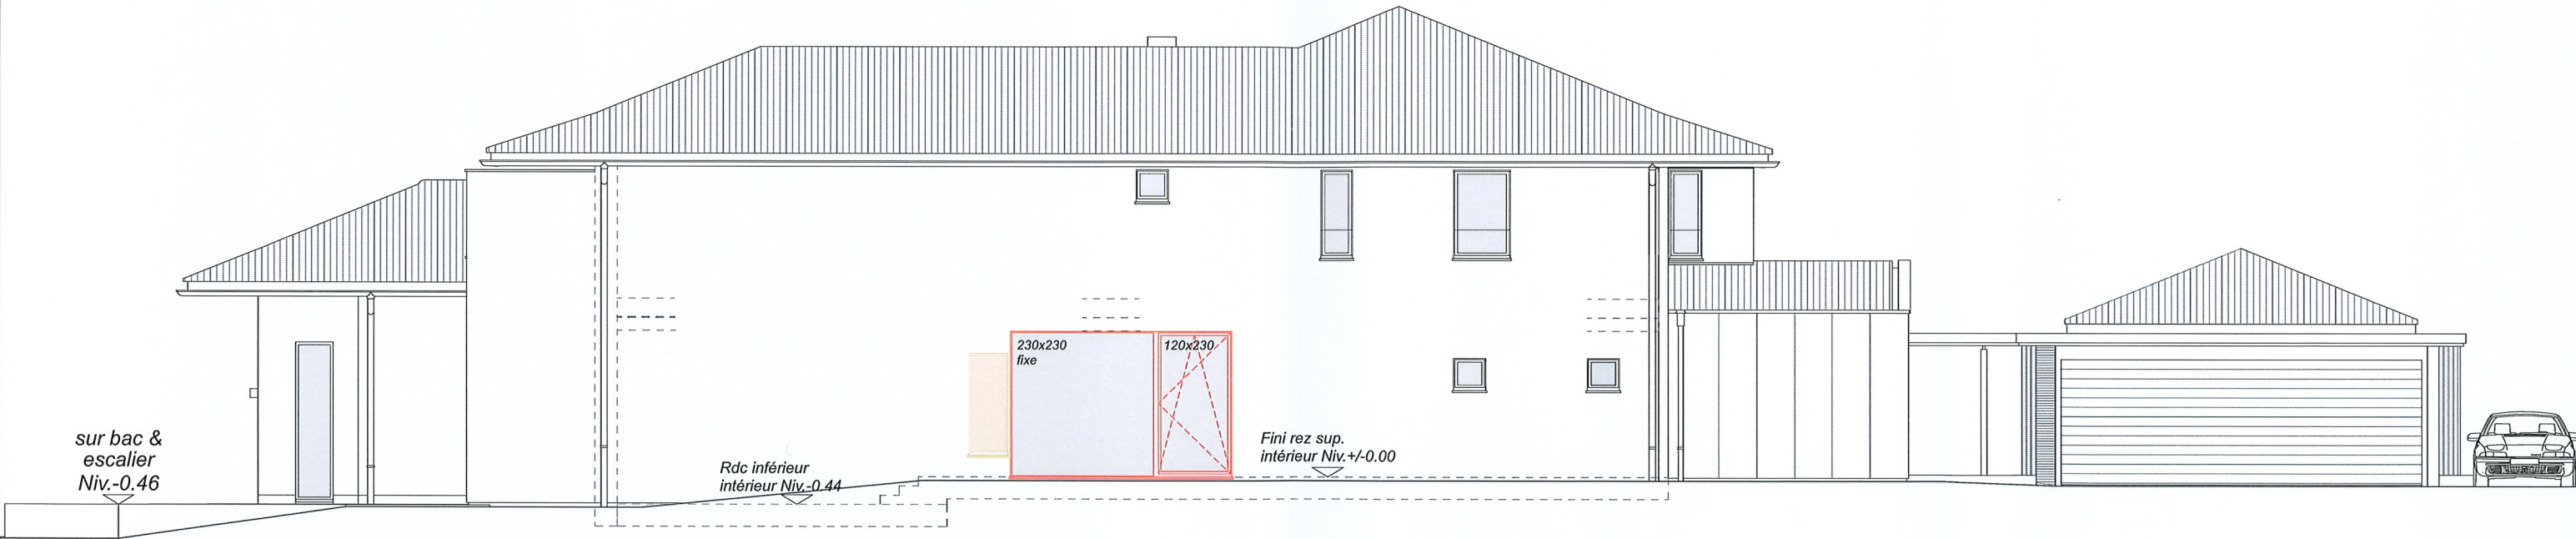 230x230
fixe
120x230
sur bac &
escalier
Niv.-0.46
Rdc inférieur
intérieur Niv.-0.44
Fini rez sup.
intérieur Niv.+/-0.00